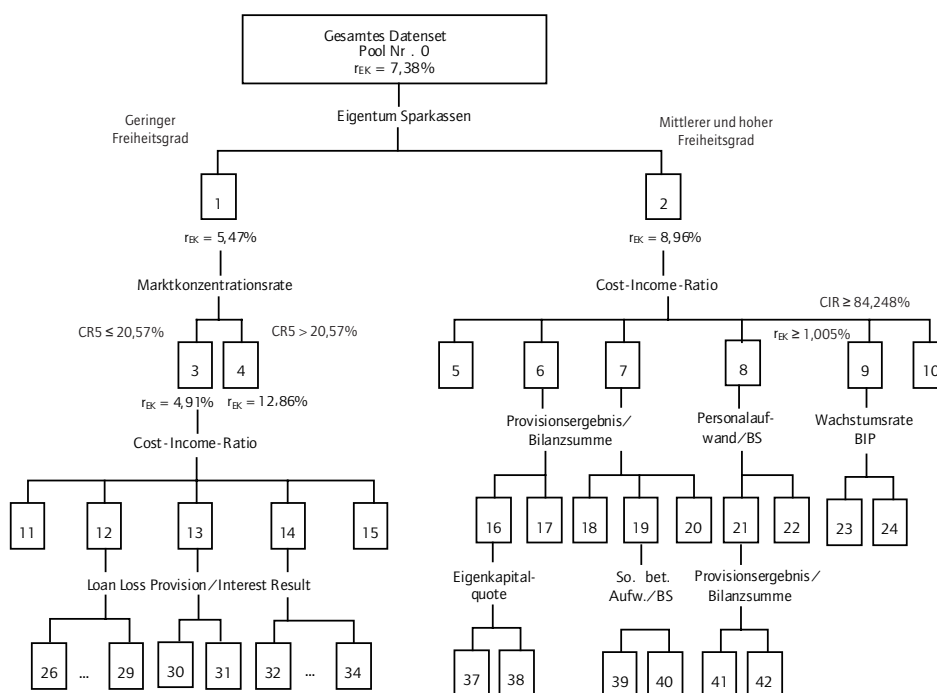 Gesamtes Datenset
Pool Nr . 0
rEK = 7,38%
Eigentum Sparkassen
Geringer
Freiheitsgrad
Mittlerer und hoher
Freiheitsgrad
1
2
rEK = 5,47%
rEK = 8,96%
Marktkonzentrationsrate
Cost-Income-Ratio
CR5 ≤ 20,57%
CR5 > 20,57%
CIR ≥ 84,248%
rEK ≥ 1,005%
3
4
5
6
7
8
9
10
rEK = 4,91%
rEK = 12,86%
Cost-Income-Ratio
Provisionsergebnis/
Bilanzsumme
Personalauf-
wand/BS
Wachstumsrate
BIP
11
12
13
14
15
16
17
18
19
20
21
22
23
24
Loan Loss Provision/Interest Result
Eigenkapital-
quote
So. bet.
Aufw./BS
Provisionsergebnis/
Bilanzsumme
26
...
29
30
31
32
...
34
37
38
39
40
41
42